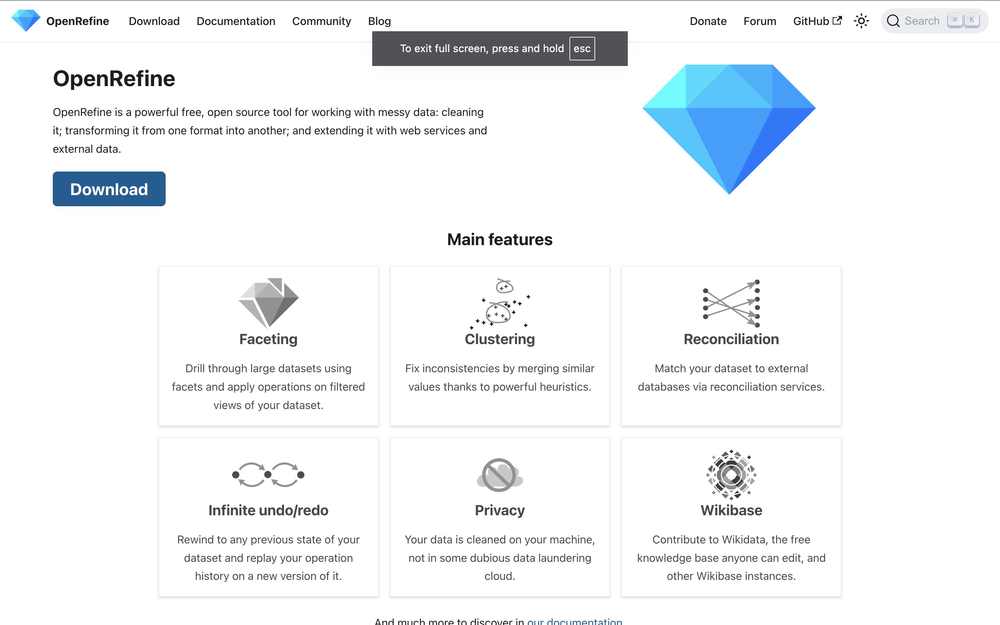 OpenRefine Download Documentation Community Blog Donate Forum GitHub Search ⌘ K
To exit full screen, press and hold esc
OpenRefine
OpenRefine is a powerful free, open source tool for working with messy data: cleaning
it; transforming it from one format into another; and extending it with web services and
external data.
Download
Main features
Faceting
Drill through large datasets using
facets and apply operations on filtered
views of your dataset.
Clustering
Fix inconsistencies by merging similar
values thanks to powerful heuristics.
Reconciliation
Match your dataset to external
databases via reconciliation services.
Infinite undo/redo
Rewind to any previous state of your
dataset and replay your operation
history on a new version of it.
Privacy
Your data is cleaned on your machine,
not in some dubious data laundering
cloud.
Wikibase
Contribute to Wikidata, the free
knowledge base anyone can edit, and
other Wikibase instances.
And much more to discover in our documentation